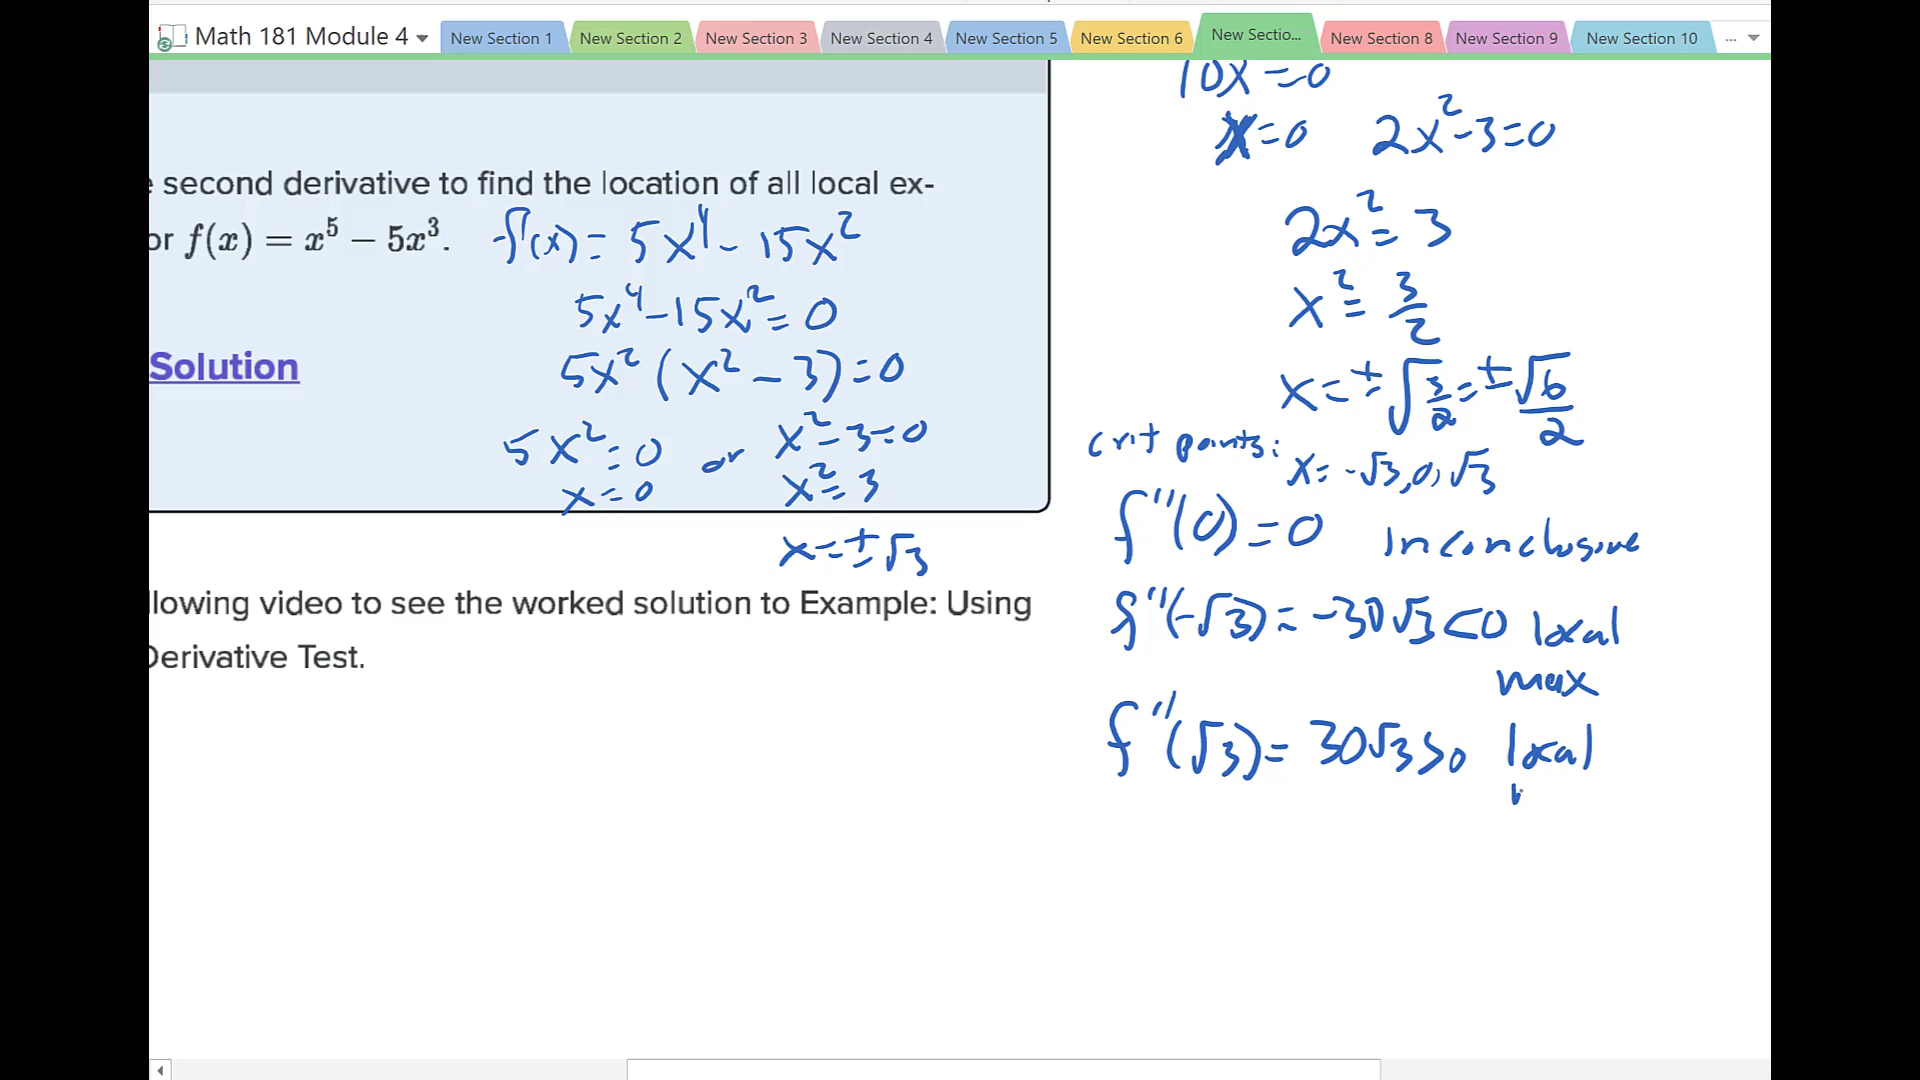 Math 181 Module 4
New Section 1
New Section 2
New Section 3
New Section 4
New Section 5
New Section 6
New Sectio...
New Section 8
New Section 9
New Section 10
...
second derivative to find the location of all local ex-
or f(x) = x⁵ − 5x³.
f'(x) = 5x⁴ - 15x²
5x⁴ - 15x² = 0
5x² (x² - 3) = 0
5x² = 0 or x² - 3 = 0
x = 0 x² = 3
x = ±√3
Solution
llowing video to see the worked solution to Example: Using
Derivative Test.
10x = 0
x = 0 2x² - 3 = 0
2x² = 3
x² = 3/2
x = ±√(3/2) = ±√6/2
crit points:
x = -√3, 0, √3
f''(0) = 0 inconclusive
f''(-√3) = -30√3 < 0 local
max
f''(√3) = 30√3 > 0 local